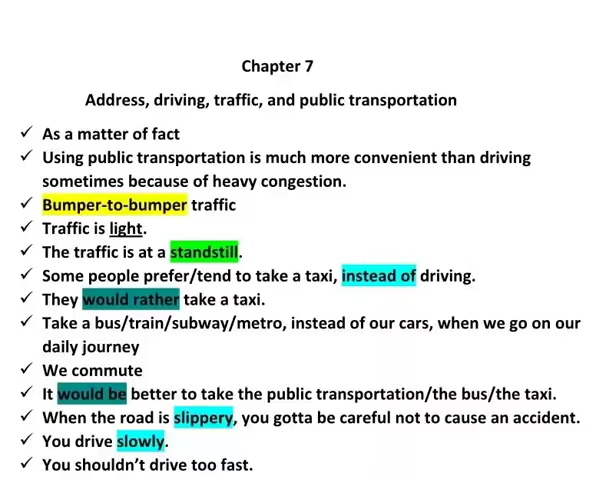 Chapter 7
Address, driving, traffic, and public transportation
✓ As a matter of fact
✓ Using public transportation is much more convenient than driving
sometimes because of heavy congestion.
✓ Bumper-to-bumper traffic
✓ Traffic is light.
✓ The traffic is at a standstill.
✓ Some people prefer/tend to take a taxi, instead of driving.
✓ They would rather take a taxi.
✓ Take a bus/train/subway/metro, instead of our cars, when we go on our
daily journey
✓ We commute
✓ It would be better to take the public transportation/the bus/the taxi.
✓ When the road is slippery, you gotta be careful not to cause an accident.
✓ You drive slowly.
✓ You shouldn’t drive too fast.